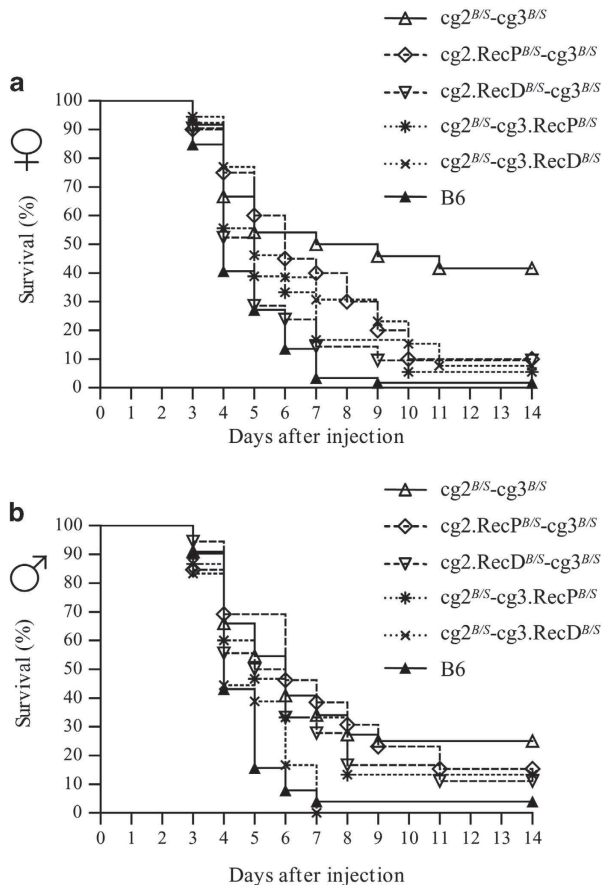 cg2B/S-cg3B/S
cg2.RecPB/S-cg3B/S
cg2.RecDB/S-cg3B/S
cg2B/S-cg3.RecPB/S
cg2B/S-cg3.RecDB/S
B6
a
♀
Survival (%)
100
90
80
70
60
50
40
30
20
10
0
0 1 2 3 4 5 6 7 8 9 10 11 12 13 14
Days after injection
cg2B/S-cg3B/S
cg2.RecPB/S-cg3B/S
cg2.RecDB/S-cg3B/S
cg2B/S-cg3.RecPB/S
cg2B/S-cg3.RecDB/S
B6
b
♂
Survival (%)
100
90
80
70
60
50
40
30
20
10
0
0 1 2 3 4 5 6 7 8 9 10 11 12 13 14
Days after injection